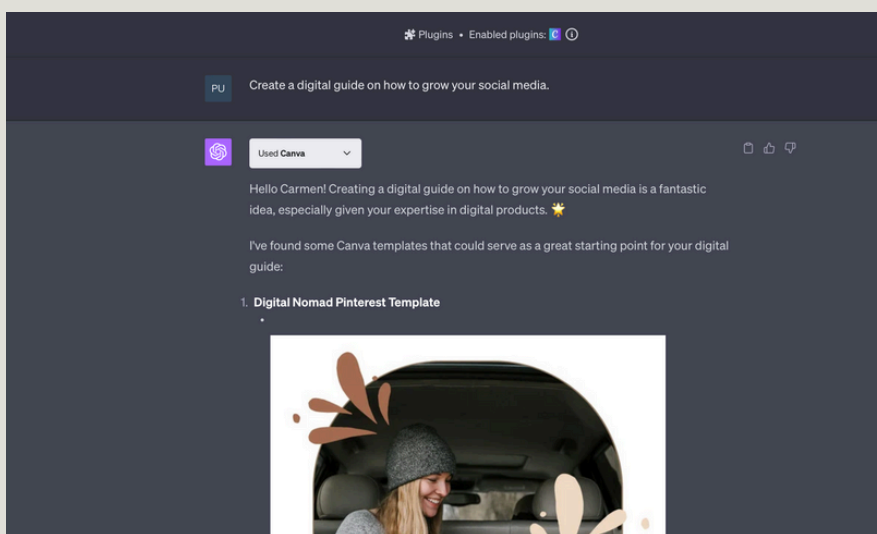 Plugins • Enabled plugins: C
PU
Create a digital guide on how to grow your social media.
Used Canva
Hello Carmen! Creating a digital guide on how to grow your social media is a fantastic
idea, especially given your expertise in digital products. 🌟
I've found some Canva templates that could serve as a great starting point for your digital
guide:
1. Digital Nomad Pinterest Template
•